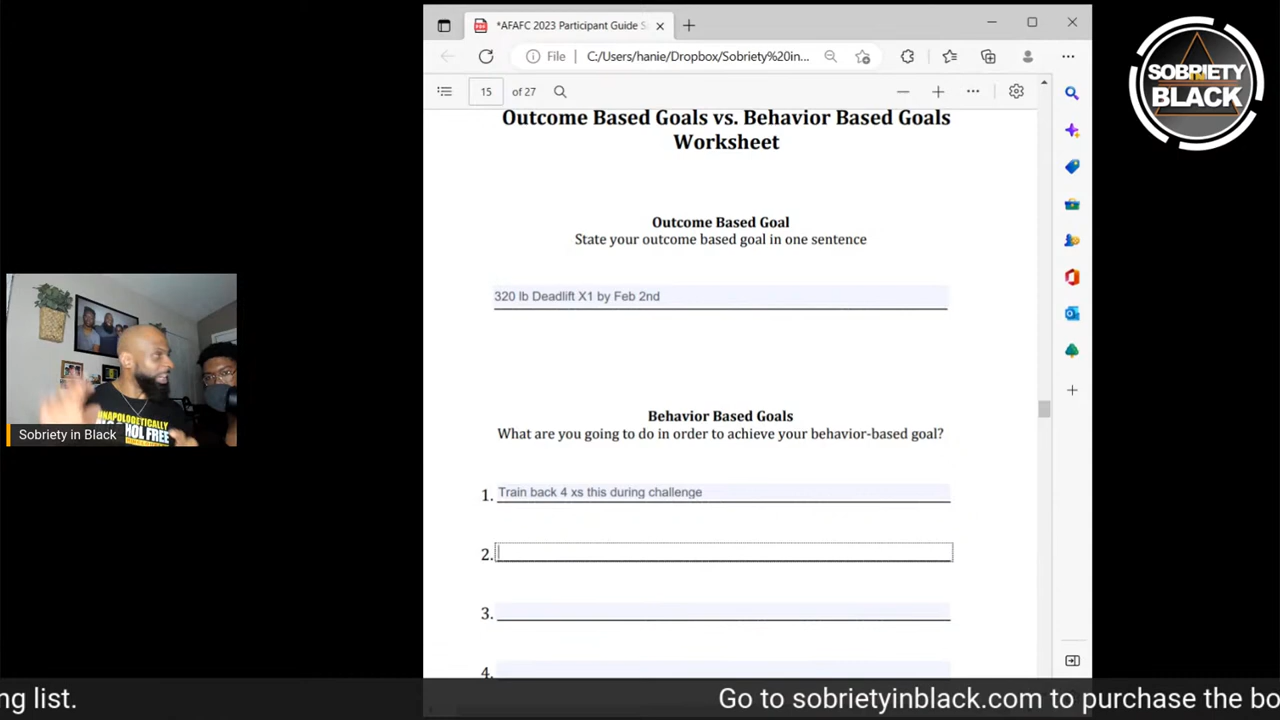 *AFAFC 2023 Participant Guide S
File
C:/Users/hanie/Dropbox/Sobriety%20in...
15 of 27
SOBRIETY
IN
BLACK
Outcome Based Goals vs. Behavior Based Goals
Worksheet
Outcome Based Goal
State your outcome based goal in one sentence
320 lb Deadlift X1 by Feb 2nd
Behavior Based Goals
What are you going to do in order to achieve your behavior-based goal?
1. Train back 4 xs this during challenge
2.
3.
4.
UNAPOLOGETICALLY
ALCOHOL FREE
Sobriety in Black
ng list.
Go to sobrietyinblack.com to purchase the bo